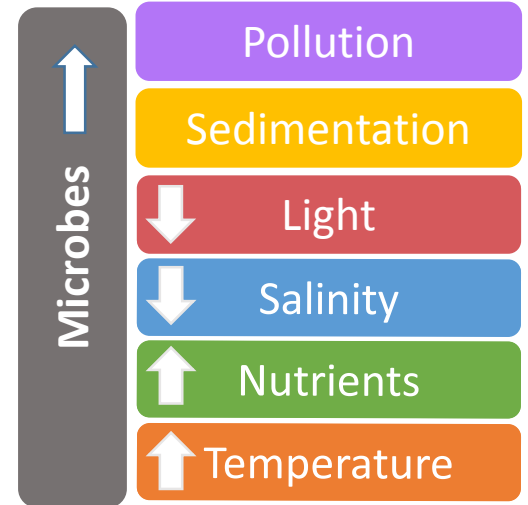 Microbes
Pollution
Sedimentation
Light
Salinity
Nutrients
Temperature